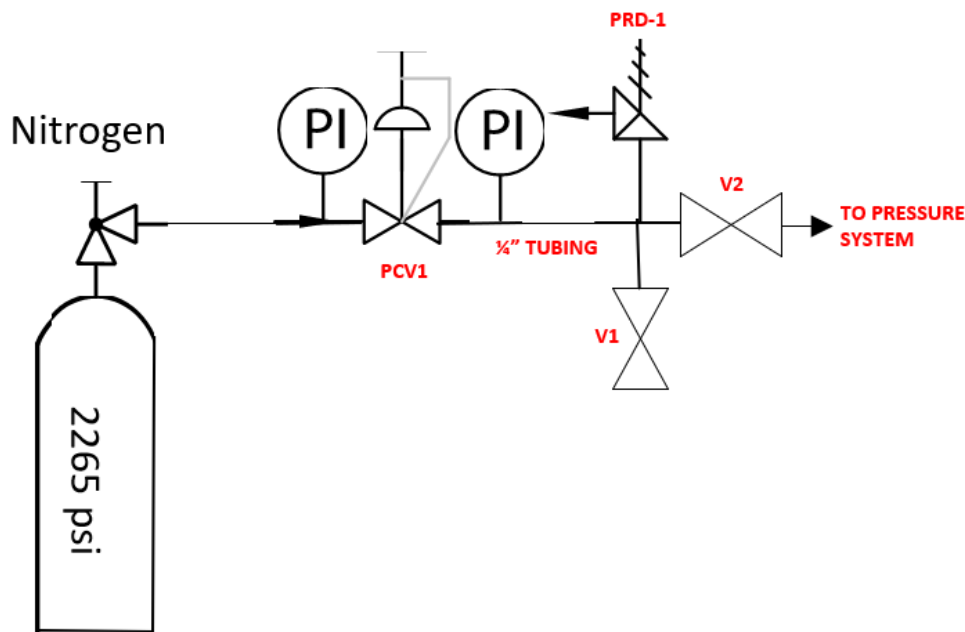 PRD-1
Nitrogen
PI
PI
V2
TO PRESSURE
SYSTEM
¼” TUBING
PCV1
V1
2265 psi